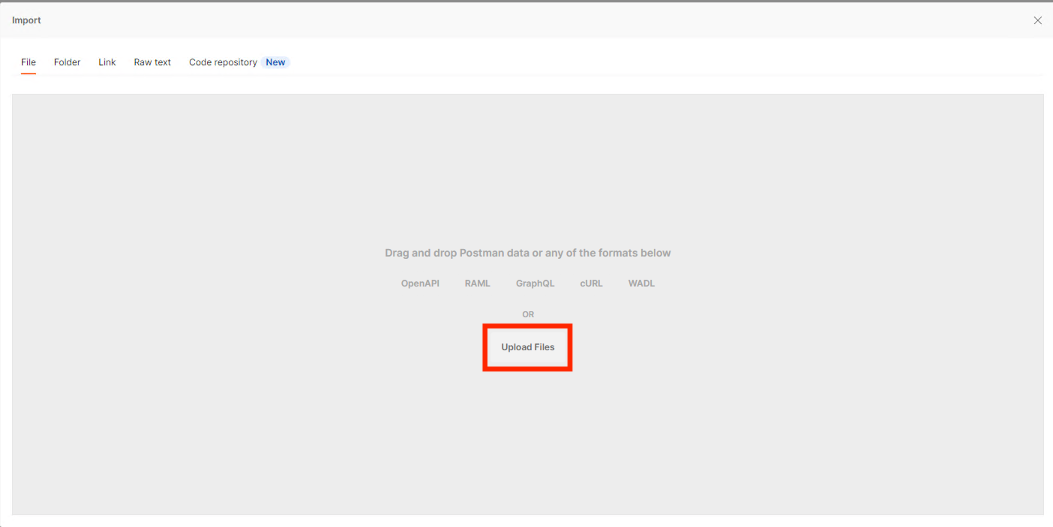 Import
File Folder Link Raw text Code repository New
Drag and drop Postman data or any of the formats below
OpenAPI RAML GraphQL cURL WADL
OR
Upload Files